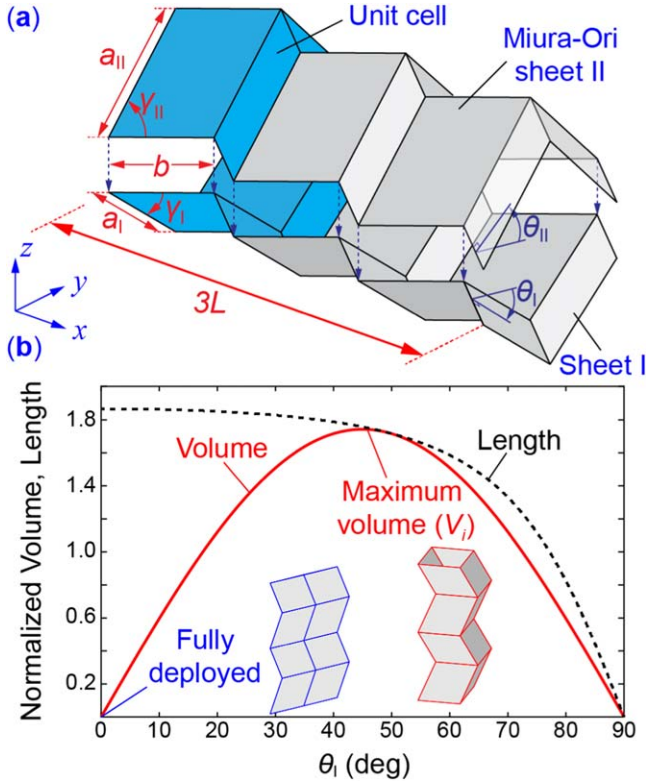 (a)
Unit cell
Miura-Ori
sheet II
a_II
γ_II
b
a_I
γ_I
θ_II
θ_I
z
y
x
3L
Sheet I
(b)
Normalized Volume, Length
1.8
1.4
1.0
0.6
0.2
Volume
Length
Maximum
volume (V_i)
Fully
deployed
0 10 20 30 40 50 60 70 80 90
θ_I (deg)